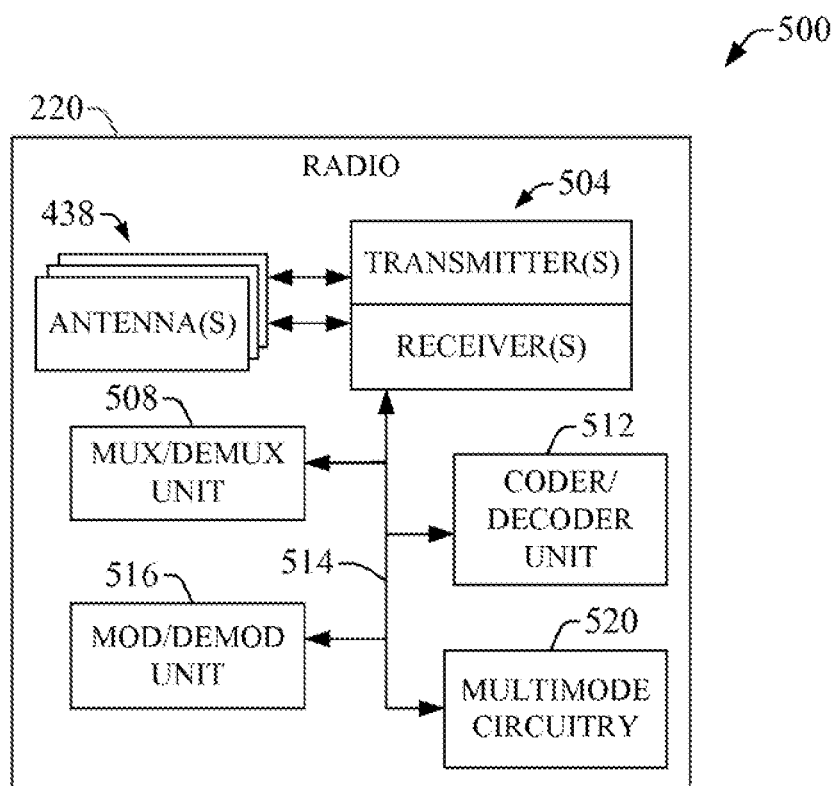 500
220
RADIO
438
504
TRANSMITTER(S)
ANTENNA(S)
RECEIVER(S)
508
MUX/DEMUX
UNIT
512
CODER/
DECODER
UNIT
514
516
MOD/DEMOD
UNIT
520
MULTIMODE
CIRCUITRY